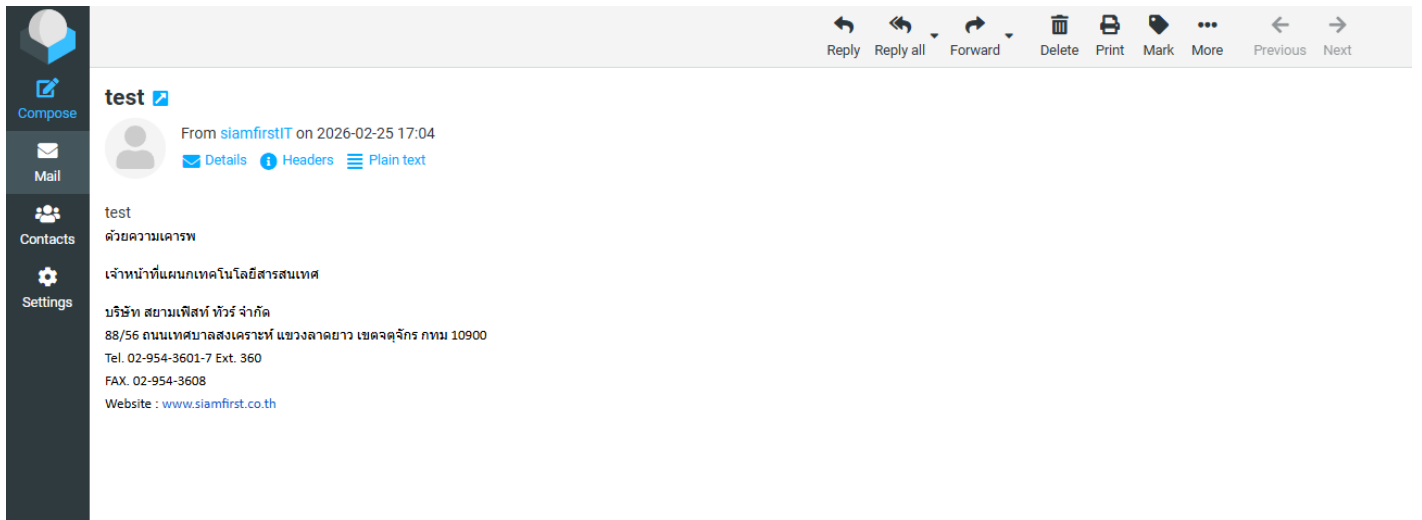 Reply Reply all Forward Delete Print Mark More Previous Next
Compose
Mail
Contacts
Settings
test
From siamfirstIT on 2026-02-25 17:04
Details Headers Plain text
test
ด้วยความเคารพ
เจ้าหน้าที่แผนกเทคโนโลยีสารสนเทศ
บริษัท สยามเฟิสท์ ทัวร์ จำกัด
88/56 ถนนเทศบาลสงเคราะห์ แขวงลาดยาว เขตจตุจักร กทม 10900
Tel. 02-954-3601-7 Ext. 360
FAX. 02-954-3608
Website : www.siamfirst.co.th